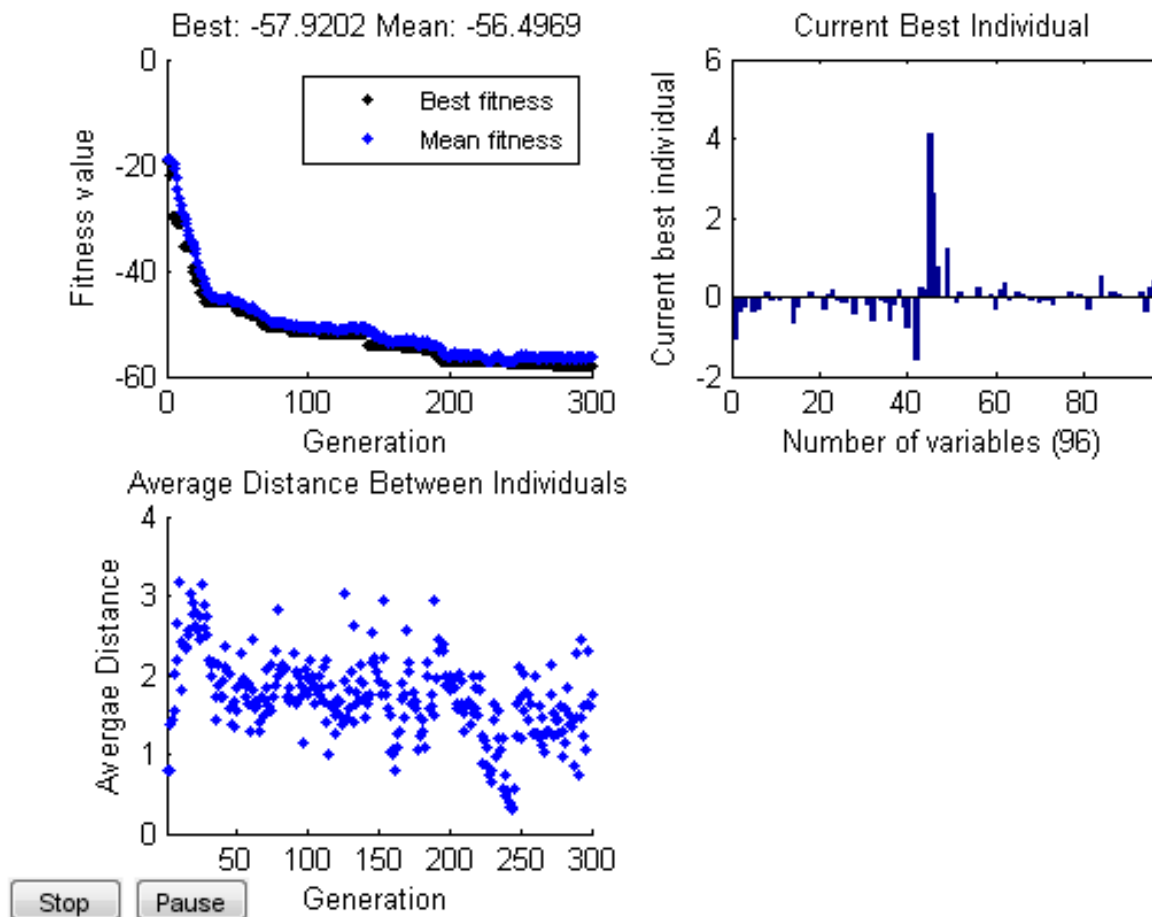 Best: -57.9202 Mean: -56.4969
0
-20
-40
-60
Fitness value
Best fitness
Mean fitness
0 100 200 300
Generation
Current Best Individual
6
4
2
0
-2
Current best individual
0 20 40 60 80
Number of variables (96)
Average Distance Between Individuals
4
3
2
1
0
Avergae Distance
50 100 150 200 250 300
Generation
Stop
Pause